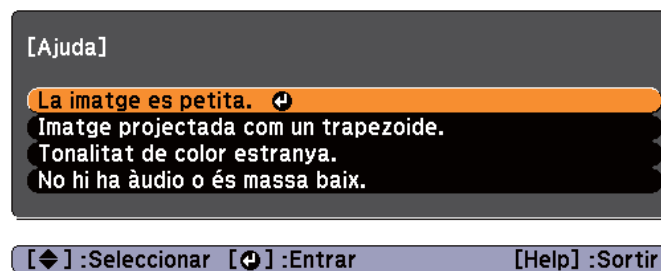 [Ajuda]
La imatge es petita.
Imatge projectada com un trapezoide.
Tonalitat de color estranya.
No hi ha àudio o és massa baix.
[◆] :Seleccionar [⏎] :Entrar [Help] :Sortir